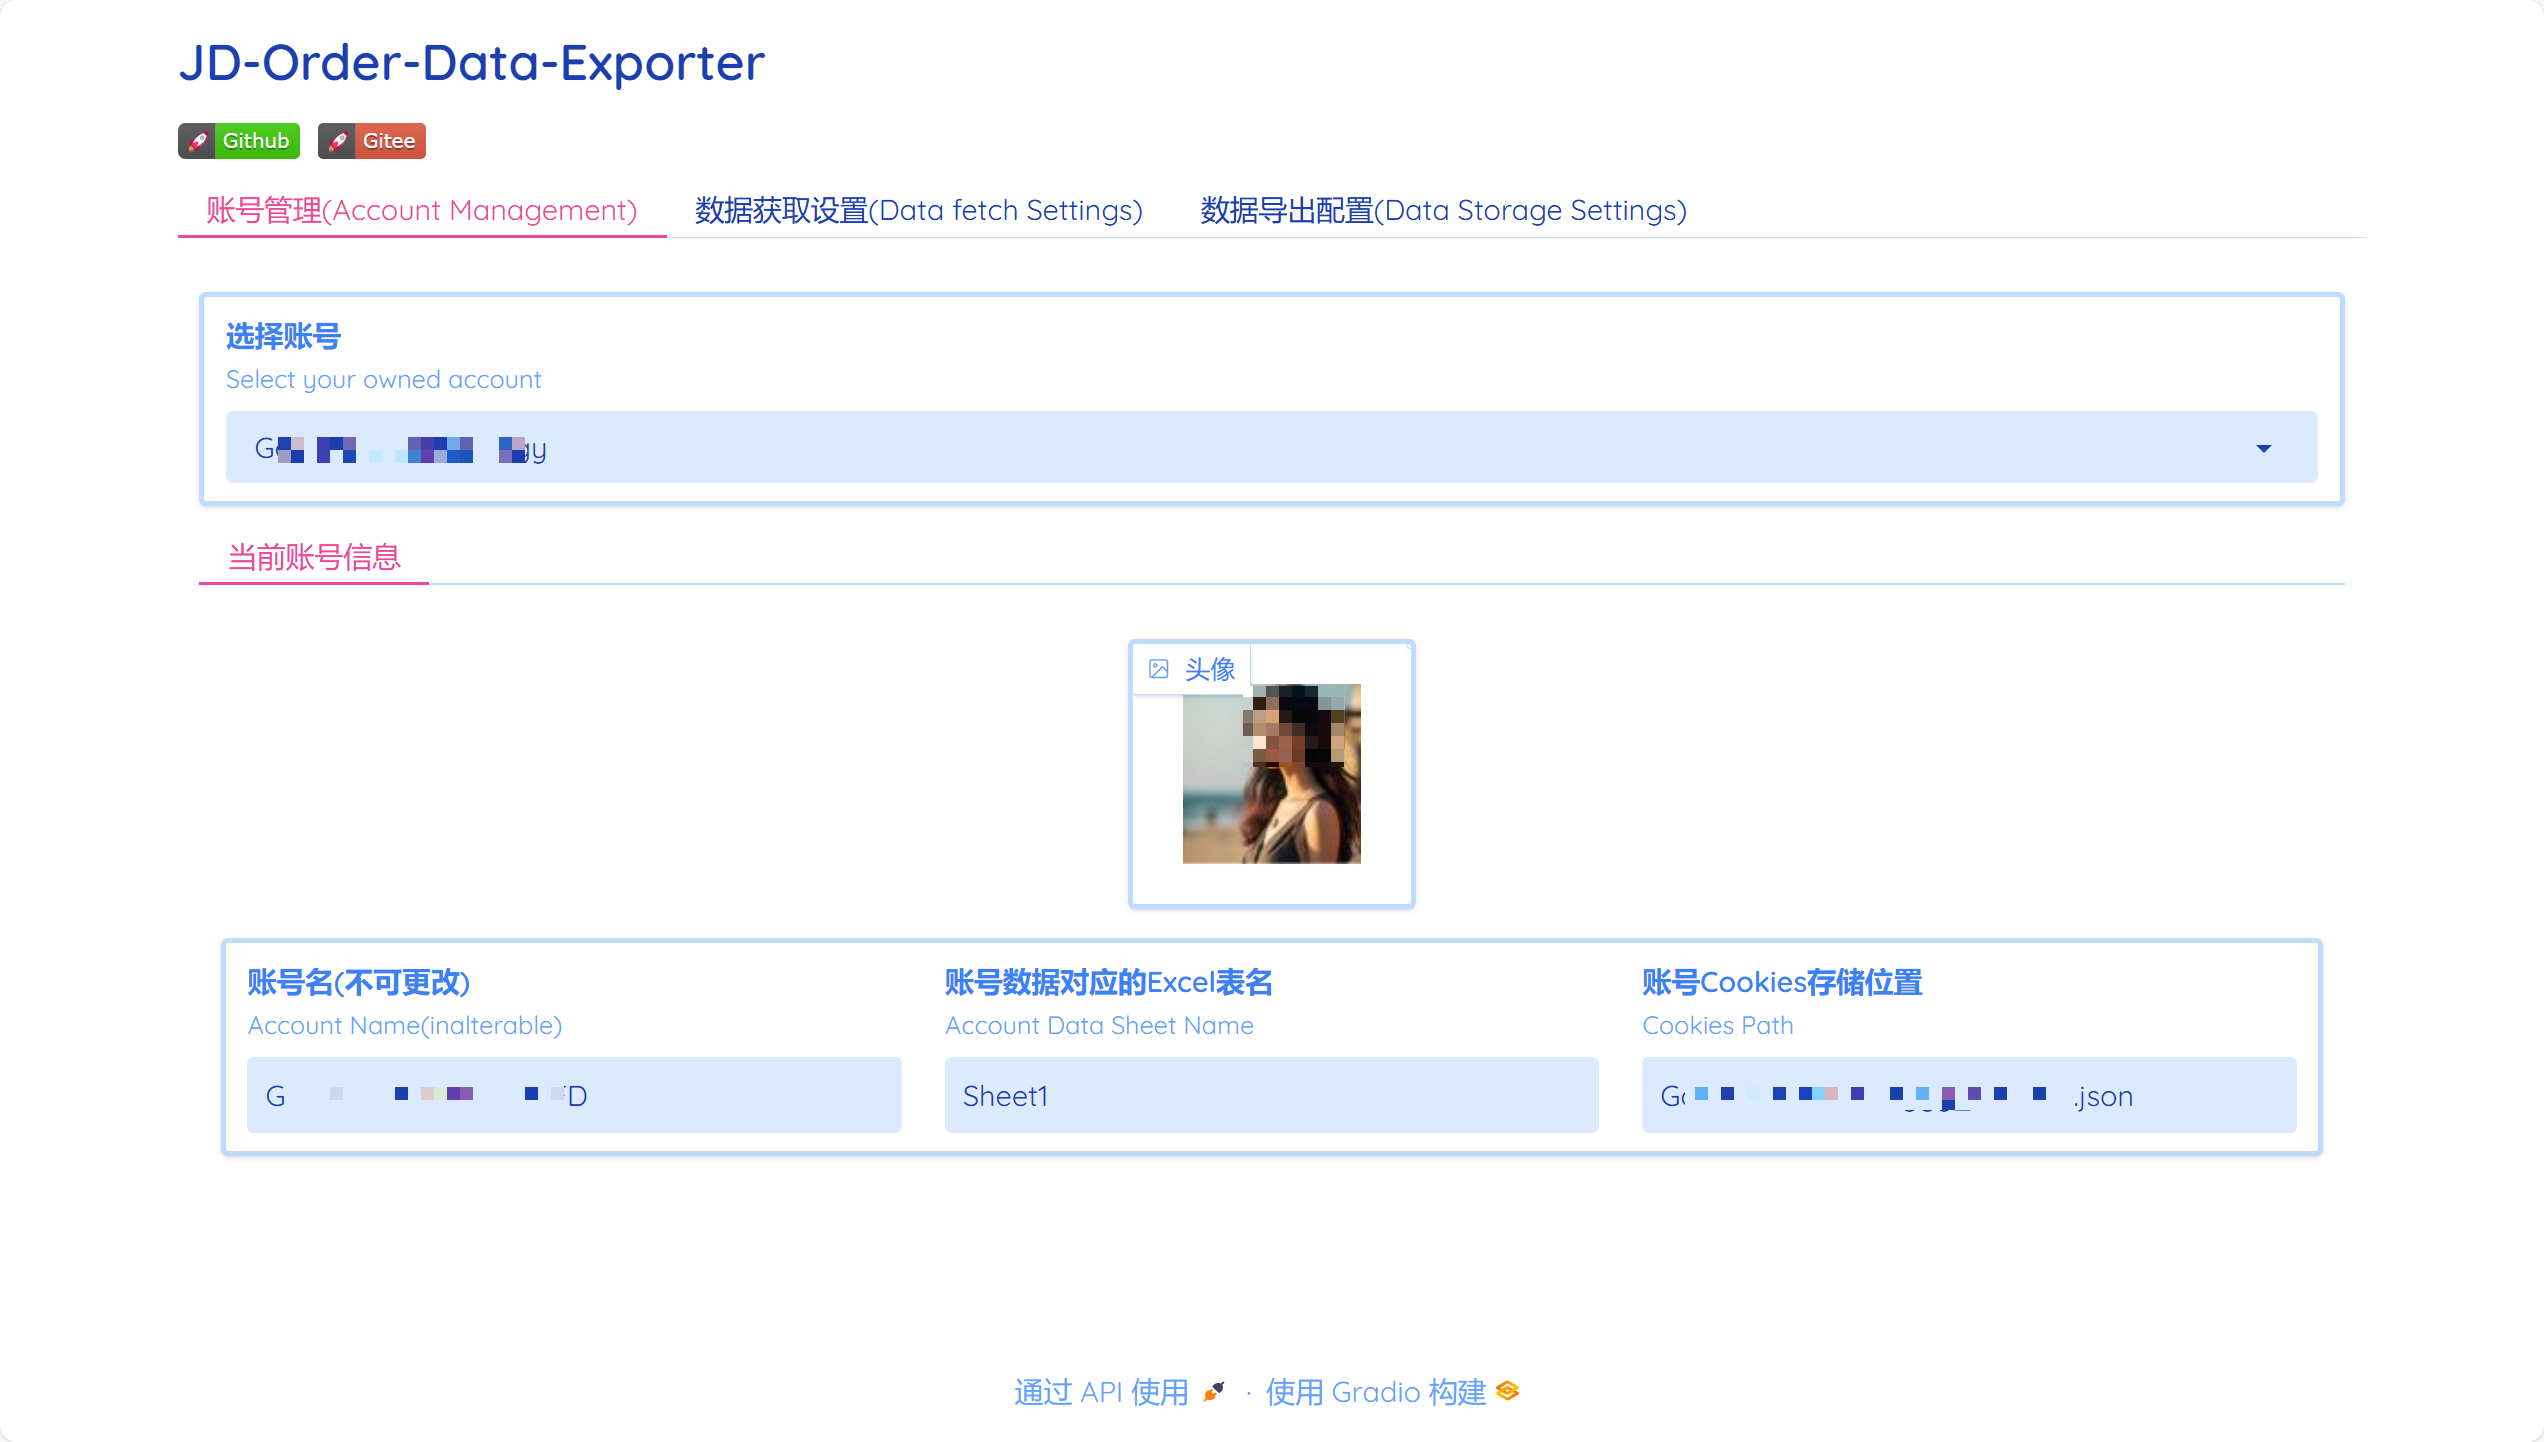 JD-Order-Data-Exporter
Github Gitee
账号管理(Account Management) 数据获取设置(Data fetch Settings) 数据导出配置(Data Storage Settings)
选择账号
Select your owned account
当前账号信息
头像
账号名(不可更改) 账号数据对应的Excel表名 账号Cookies存储位置
Account Name(inalterable) Account Data Sheet Name Cookies Path
Sheet1 .json
通过 API 使用 · 使用 Gradio 构建